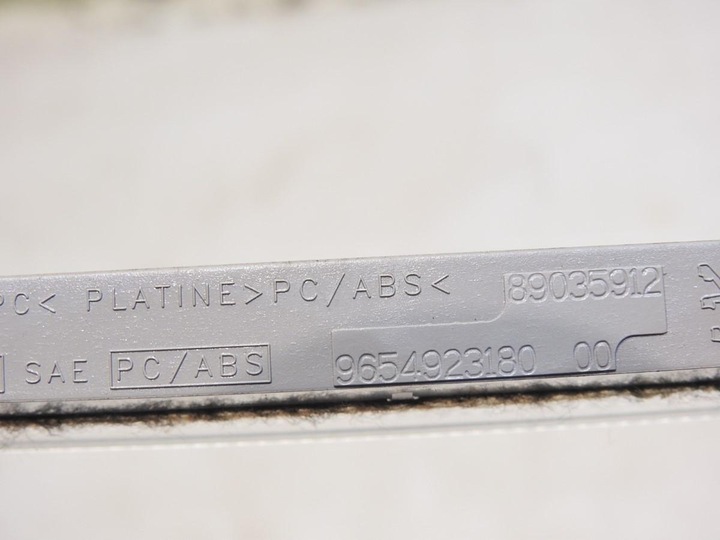 PC< PLATINE>PC/ABS< 89035912
SAE PC/ABS 9654923180 00